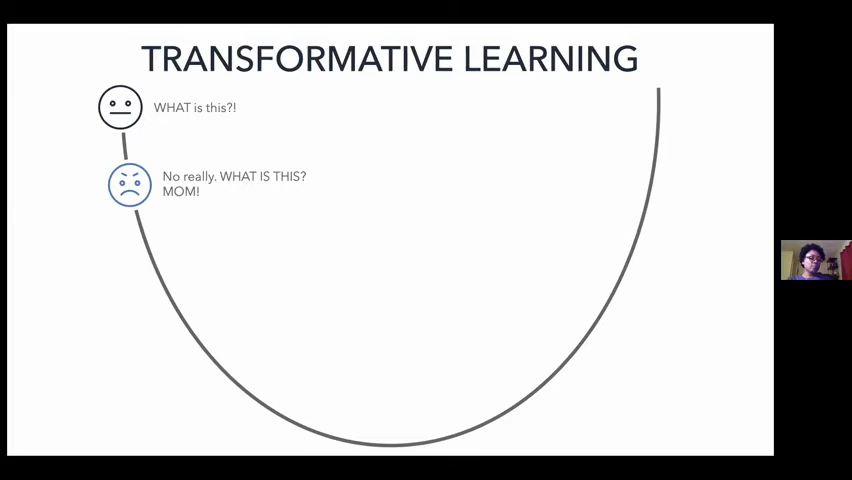 TRANSFORMATIVE LEARNING
WHAT is this?!
No really. WHAT IS THIS?
MOM!